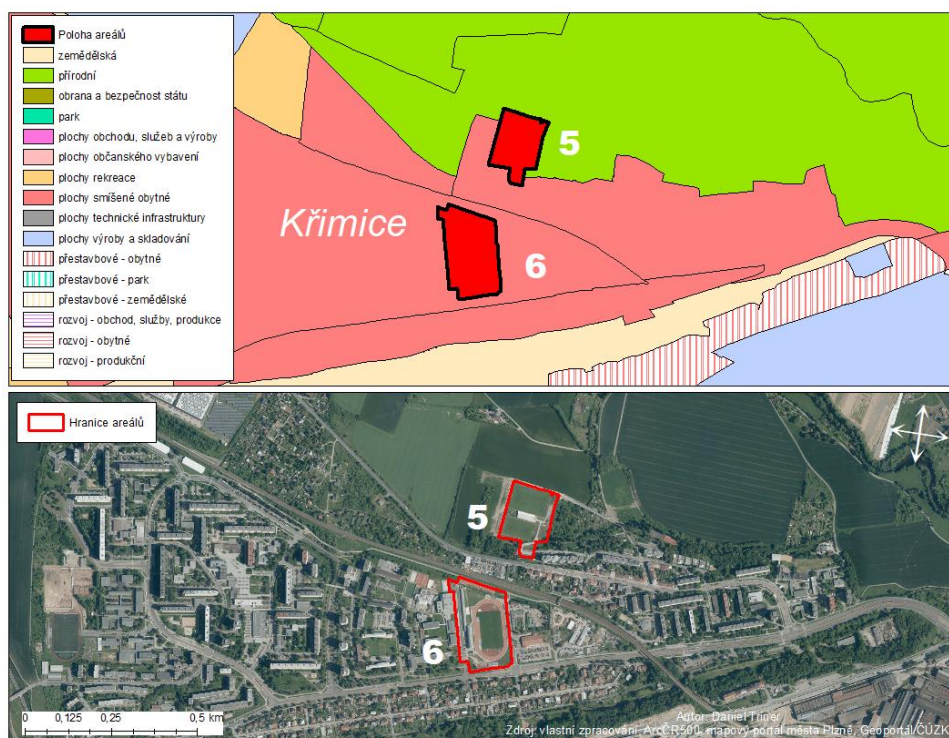 Poloha areálů
zemědělská
přírodní
obrana a bezpečnost státu
park
plochy obchodu, služeb a výroby
plochy občanského vybavení
plochy rekreace
plochy smíšené obytné
plochy technické infrastruktury
plochy výroby a skladování
přestavbové - obytné
přestavbové - park
přestavbové - zemědělské
rozvoj - obchod, služby, produkce
rozvoj - obytné
rozvoj - produkční
5
Křimice
6
Hranice areálů
5
6
0 0,125 0,25 0,5 km
Autor: Daniel Triner
Zdroj: vlastní zpracování, ArcČR500, mapový portál města Plzně, Geoportál ČÚZK